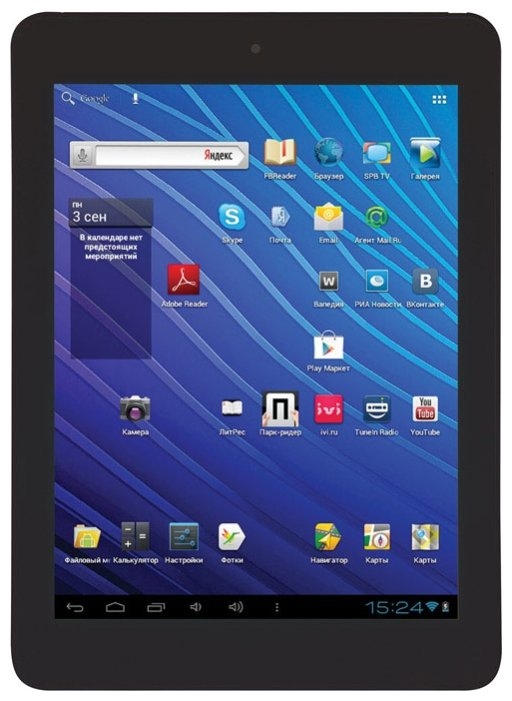 Google
Яндекс
FBReader
Браузер
SPB TV
Галерея
ПН
3 сен
В календаре нет
предстоящих
мероприятий
Skype
Почта
Email
Агент Mail.Ru
Adobe Reader
W
Википедия
РИА Новости
B
ВКонтакте
Play Маркет
Камера
ЛитРес
П
Парк-ридер
ivi
ivi.ru
TuneIn Radio
You
Tube
YouTube
Файловый м
Калькулятор
Настройки
Фотки
Навигатор
Карты
Карты
15:24